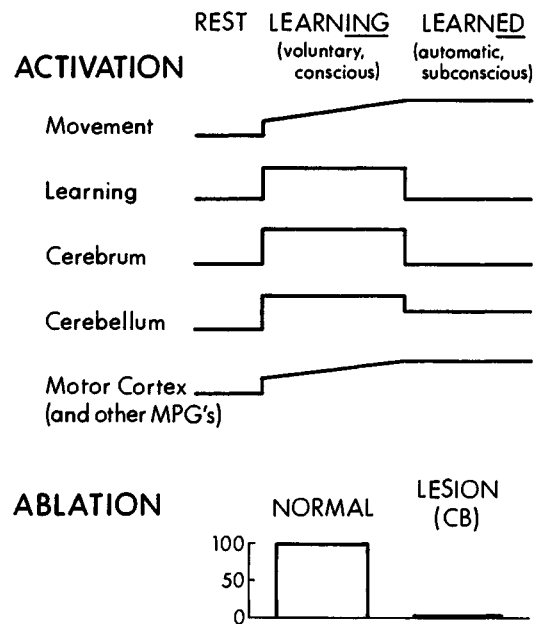 REST LEARNING LEARNED
(voluntary, conscious) (automatic, subconscious)
ACTIVATION
Movement
Learning
Cerebrum
Cerebellum
Motor Cortex
(and other MPG's)
ABLATION
NORMAL LESION
(CB)
100
50
0